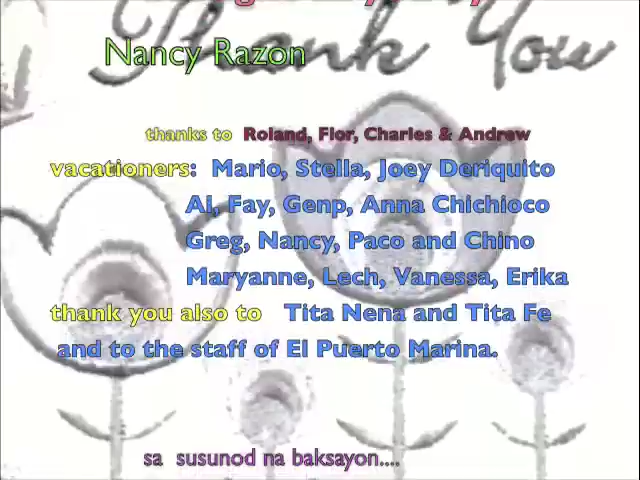 Thank You
Nancy Razon
thanks to Roland, Flor, Charles & Andrew
vacationers: Mario, Stella, Joey Deriquito
Ai, Fay, Genp, Anna Chichioco
Greg, Nancy, Paco and Chino
Maryanne, Lech, Vanessa, Erika
thank you also to Tita Nena and Tita Fe
and to the staff of El Puerto Marina.
sa susunod na baksayon....